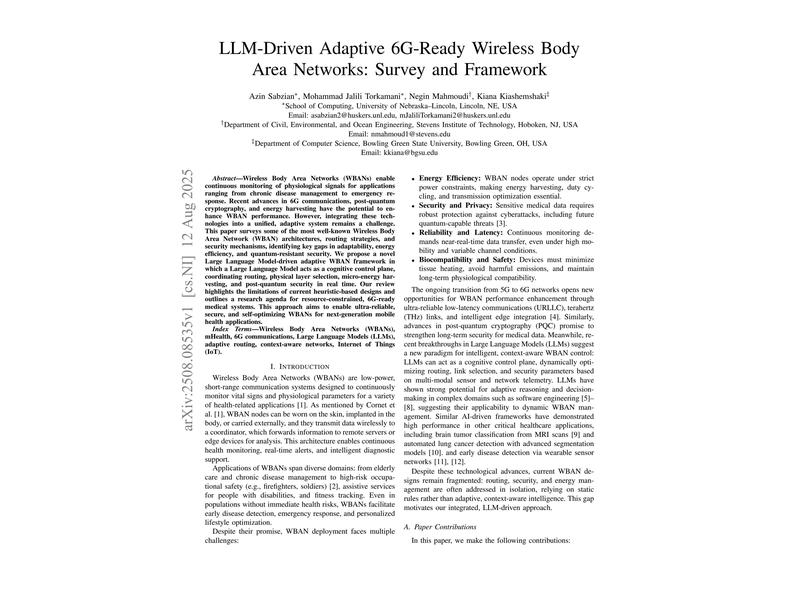 LLM-Driven Adaptive 6G-Ready Wireless Body
Area Networks: Survey and Framework
Azin Sabzian*, Mohammad Jalili Torkamani*, Negin Mahmoudi†, Kiana Kiashemshaki‡
*School of Computing, University of Nebraska–Lincoln, Lincoln, NE, USA
Email: asabzian2@huskers.unl.edu, mJaliliTorkamani2@huskers.unl.edu
†Department of Civil, Environmental, and Ocean Engineering, Stevens Institute of Technology, Hoboken, NJ, USA
Email: nmahmoud1@stevens.edu
‡Department of Computer Science, Bowling Green State University, Bowling Green, OH, USA
Email: kkiana@bgsu.edu
arXiv:2508.08535v1 [cs.NI] 12 Aug 2025
Abstract—Wireless Body Area Networks (WBANs) enable
continuous monitoring of physiological signals for applications
ranging from chronic disease management to emergency re-
sponse. Recent advances in 6G communications, post-quantum
cryptography, and energy harvesting have the potential to en-
hance WBAN performance. However, integrating these tech-
nologies into a unified, adaptive system remains a challenge.
This paper surveys some of the most well-known Wireless Body
Area Network (WBAN) architectures, routing strategies, and
security mechanisms, identifying key gaps in adaptability, energy
efficiency, and quantum-resistant security. We propose a novel
Large Language Model-driven adaptive WBAN framework in
which a Large Language Model acts as a cognitive control plane,
coordinating routing, physical layer selection, micro-energy har-
vesting, and post-quantum security in real time. Our review
highlights the limitations of current heuristic-based designs and
outlines a research agenda for resource-constrained, 6G-ready
medical systems. This approach aims to enable ultra-reliable,
secure, and self-optimizing WBANs for next-generation mobile
health applications.
Index Terms—Wireless Body Area Networks (WBANs),
mHealth, 6G communications, Large Language Models (LLMs),
adaptive routing, context-aware networks, Internet of Things
(IoT).
I. Introduction
Wireless Body Area Networks (WBANs) are low-power,
short-range communication systems designed to continuously
monitor vital signs and physiological parameters for a variety
of health-related applications [1]. As mentioned by Cornet et
al. [1], WBAN nodes can be worn on the skin, implanted in the
body, or carried externally, and they transmit data wirelessly to
a coordinator, which forwards information to remote servers or
edge devices for analysis. This architecture enables continuous
health monitoring, real-time alerts, and intelligent diagnostic
support.
Applications of WBANs span diverse domains: from elderly
care and chronic disease management to high-risk occupa-
tional safety (e.g., firefighters, soldiers) [2], assistive services
for people with disabilities, and fitness tracking. Even in
populations without immediate health risks, WBANs facilitate
early disease detection, emergency response, and personalized
lifestyle optimization.
Despite their promise, WBAN deployment faces multiple
challenges:
• Energy Efficiency: WBAN nodes operate under strict
power constraints, making energy harvesting, duty cy-
cling, and transmission optimization essential.
• Security and Privacy: Sensitive medical data requires
robust protection against cyberattacks, including future
quantum-capable threats [3].
• Reliability and Latency: Continuous monitoring de-
mands near-real-time data transfer, even under high mo-
bility and variable channel conditions.
• Biocompatibility and Safety: Devices must minimize
tissue heating, avoid harmful emissions, and maintain
long-term physiological compatibility.
The ongoing transition from 5G to 6G networks opens new
opportunities for WBAN performance enhancement through
ultra-reliable low-latency communications (URLLC), terahertz
(THz) links, and intelligent edge integration [4]. Similarly,
advances in post-quantum cryptography (PQC) promise to
strengthen long-term security for medical data. Meanwhile, re-
cent breakthroughs in Large Language Models (LLMs) suggest
a new paradigm for intelligent, context-aware WBAN control:
LLMs can act as a cognitive control plane, dynamically opti-
mizing routing, link selection, and security parameters based
on multi-modal sensor and network telemetry. LLMs have
shown strong potential for adaptive reasoning and decision-
making in complex domains such as software engineering [5]–
[8], suggesting their applicability to dynamic WBAN man-
agement. Similar AI-driven frameworks have demonstrated
high performance in other critical healthcare applications,
including brain tumor classification from MRI scans [9] and
automated lung cancer detection with advanced segmentation
models [10], and early disease detection via wearable sensor
networks [11], [12].
Despite these technological advances, current WBAN de-
signs remain fragmented: routing, security, and energy man-
agement are often addressed in isolation, relying on static
rules rather than adaptive, context-aware intelligence. This gap
motivates our integrated, LLM-driven approach.
A. Paper Contributions
In this paper, we make the following contributions: